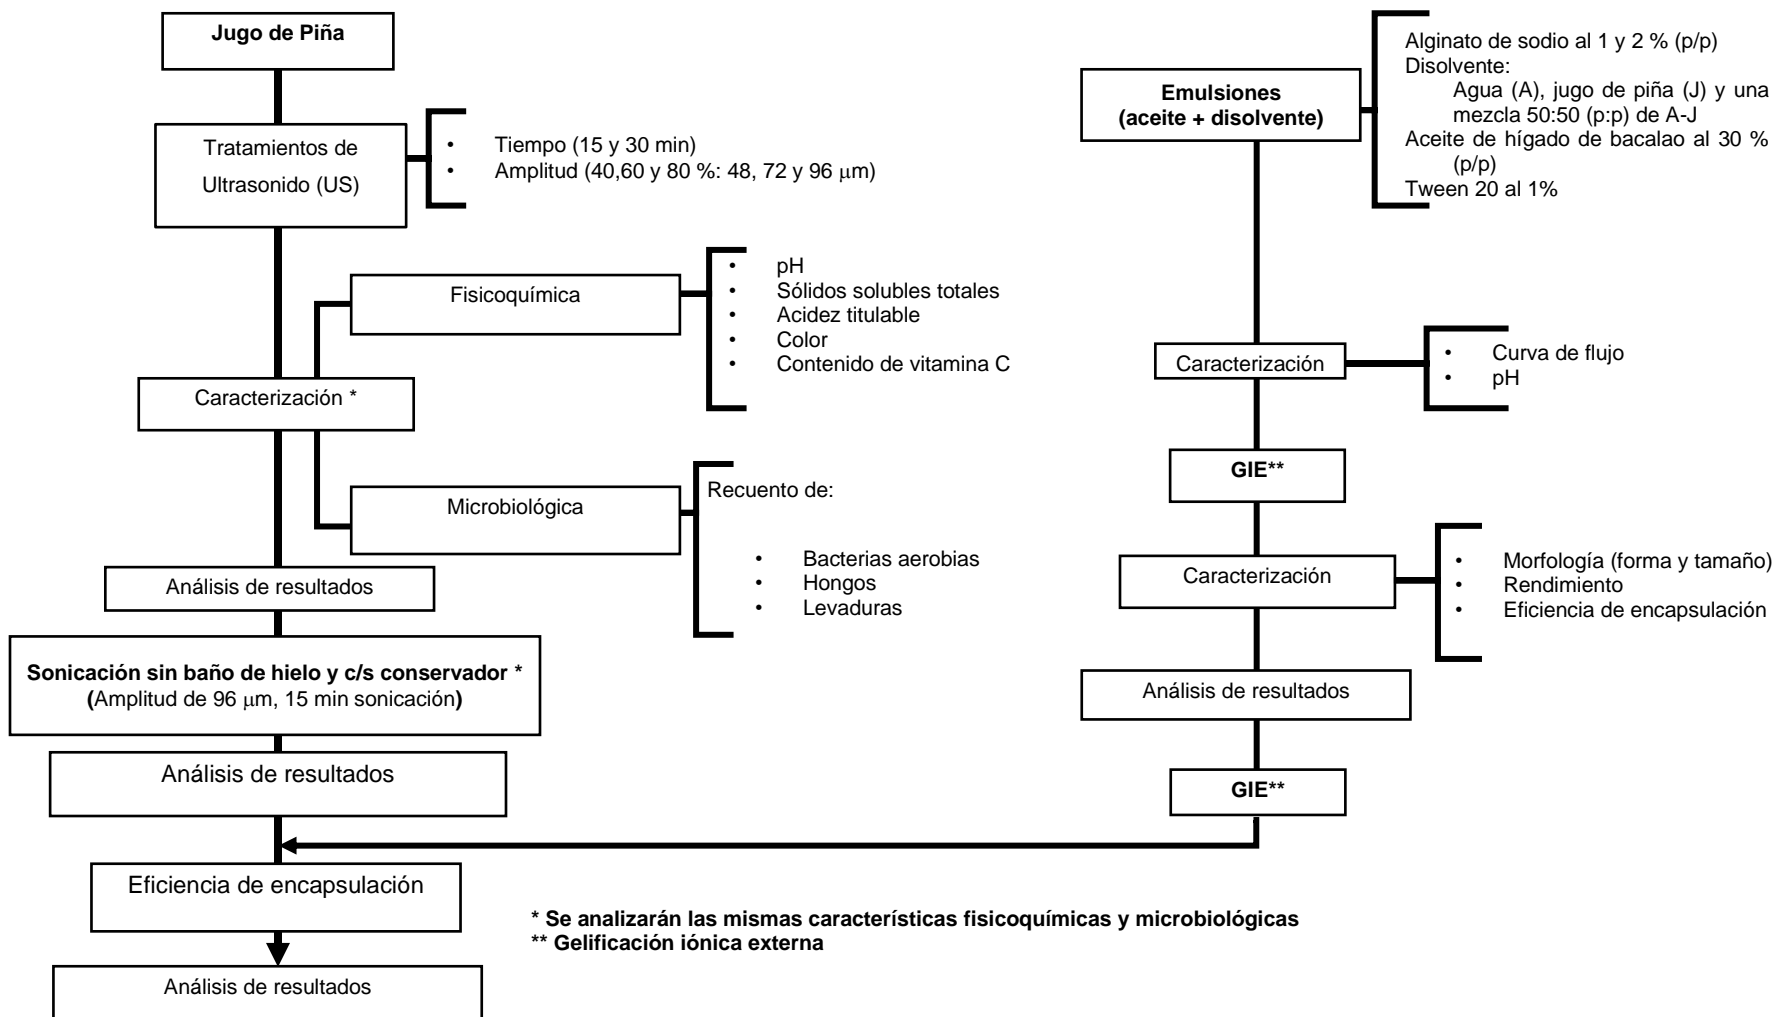 Jugo de Piña
Tratamientos de
Ultrasonido (US)
• Tiempo (15 y 30 min)
• Amplitud (40,60 y 80 %: 48, 72 y 96 μm)
Fisicoquímica
• pH
• Sólidos solubles totales
• Acidez titulable
• Color
• Contenido de vitamina C
Caracterización *
Microbiológica
Recuento de:
• Bacterias aerobias
• Hongos
• Levaduras
Análisis de resultados
Sonicación sin baño de hielo y c/s conservador *
(Amplitud de 96 μm, 15 min sonicación)
Análisis de resultados
Eficiencia de encapsulación
Análisis de resultados
Emulsiones
(aceite + disolvente)
Alginato de sodio al 1 y 2 % (p/p)
Disolvente:
Agua (A), jugo de piña (J) y una
mezcla 50:50 (p:p) de A-J
Aceite de hígado de bacalao al 30 %
(p/p)
Tween 20 al 1%
Caracterización
• Curva de flujo
• pH
GIE**
Caracterización
• Morfología (forma y tamaño)
• Rendimiento
• Eficiencia de encapsulación
Análisis de resultados
GIE**
* Se analizarán las mismas características fisicoquímicas y microbiológicas
** Gelificación iónica externa